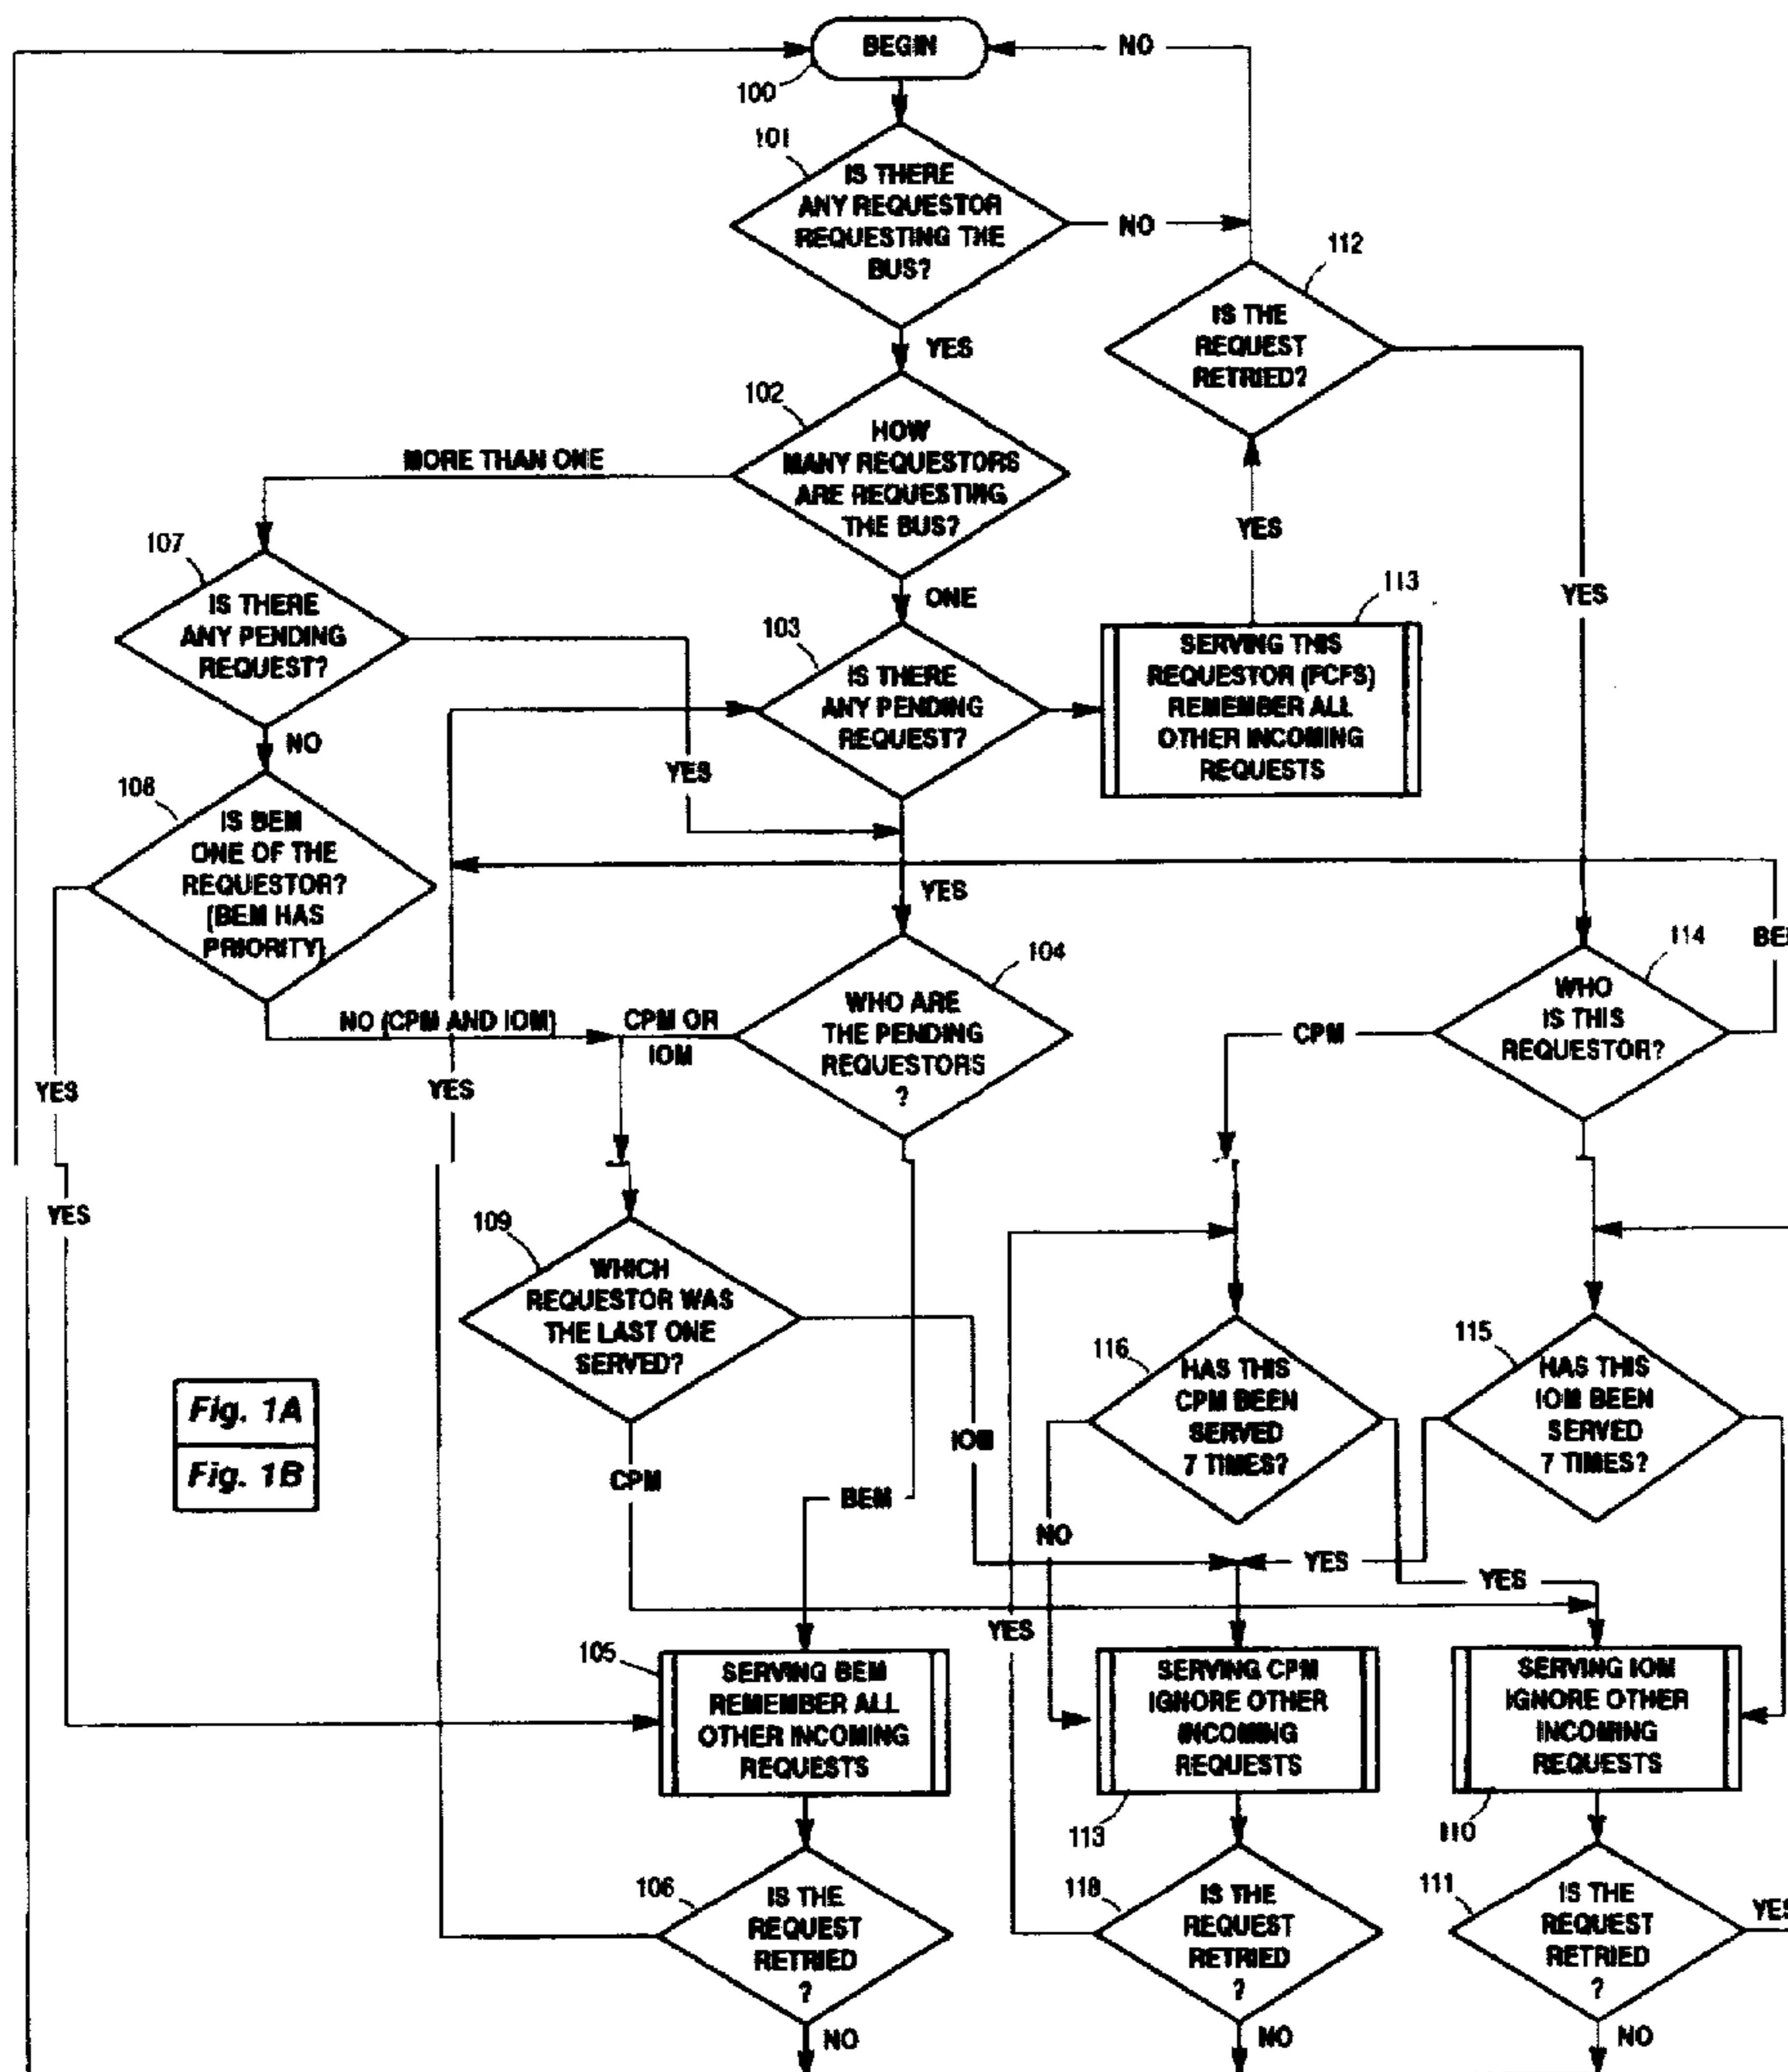 BEGIN
NO
100
101
IS THERE
ANY REQUESTOR
REQUESTING THE
BUS?
NO
112
IS THE
REQUEST
RETRIED?
YES
102
HOW
MANY REQUESTORS
ARE REQUESTING
THE BUS?
MORE THAN ONE
YES
107
IS THERE
ANY PENDING
REQUEST?
ONE
113
YES
103
IS THERE
ANY PENDING
REQUEST?
SERVING THIS
REQUESTOR (FCFS)
REMEMBER ALL
OTHER INCOMING
REQUESTS
NO
YES
108
IS BEM
ONE OF THE
REQUESTOR?
(BEM HAS
PRIORITY)
YES
104
WHO ARE
THE PENDING
REQUESTORS
?
114
WHO
IS THIS
REQUESTOR?
NO (CPM AND IOM)
CPM OR
IOM
CPM
YES
YES
YES
109
WHICH
REQUESTOR WAS
THE LAST ONE
SERVED?
116
HAS THIS
CPM BEEN
SERVED
7 TIMES?
115
HAS THIS
IOM BEEN
SERVED
7 TIMES?
Fig. 1A
Fig. 1B
IOM
CPM
BEM
NO
YES
YES
YES
105
SERVING BEM
REMEMBER ALL
OTHER INCOMING
REQUESTS
SERVING CPM
IGNORE OTHER
INCOMING
REQUESTS
SERVING IOM
IGNORE OTHER
INCOMING
REQUESTS
113
110
106
IS THE
REQUEST
RETRIED
?
118
IS THE
REQUEST
RETRIED
?
111
IS THE
REQUEST
RETRIED
?
NO
NO
NO